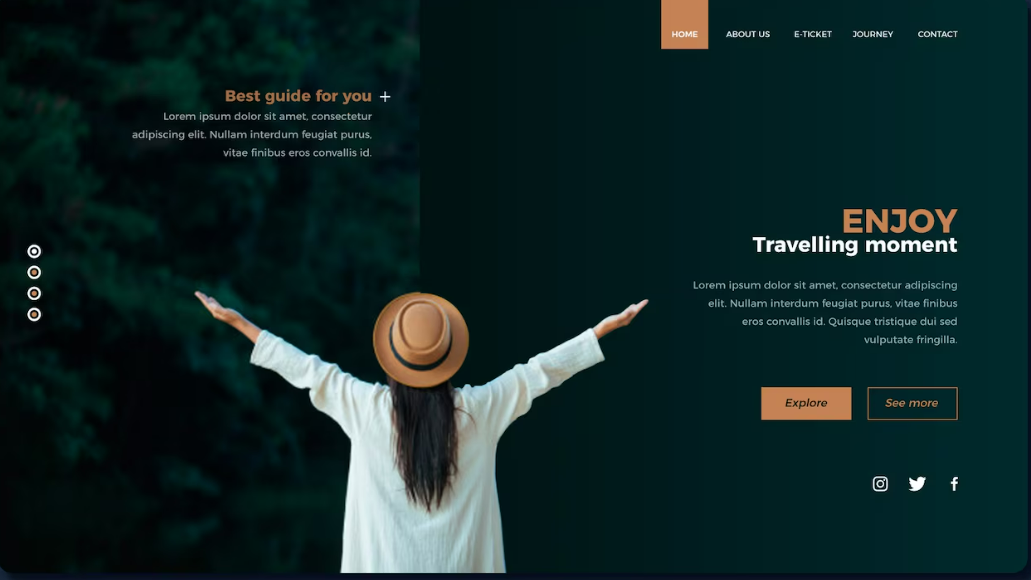 HOME ABOUT US E-TICKET JOURNEY CONTACT
Best guide for you +
Lorem ipsum dolor sit amet, consectetur
adipiscing elit. Nullam interdum feugiat purus,
vitae finibus eros convallis id.
ENJOY
Travelling moment
Lorem ipsum dolor sit amet, consectetur adipiscing
elit. Nullam interdum feugiat purus, vitae finibus
eros convallis id. Quisque tristique dui sed
vulputate fringilla.
Explore See more